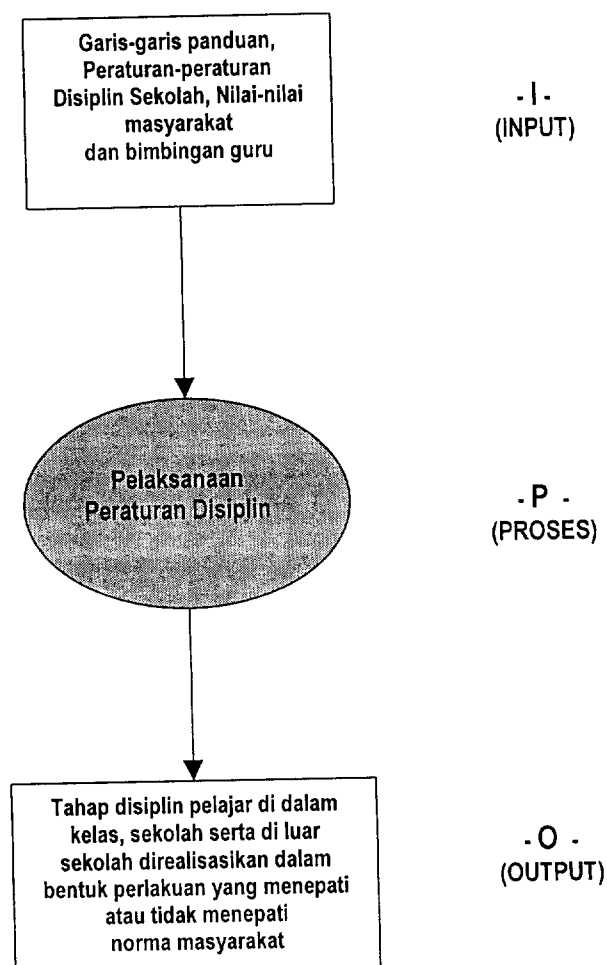 Garis-garis panduan,
Peraturan-peraturan
Disiplin Sekolah, Nilai-nilai
masyarakat
dan bimbingan guru
- I -
(INPUT)
Pelaksanaan
Peraturan Disiplin
- P -
(PROSES)
Tahap disiplin pelajar di dalam
kelas, sekolah serta di luar
sekolah direalisasikan dalam
bentuk perlakuan yang menepati
atau tidak menepati
norma masyarakat
- O -
(OUTPUT)